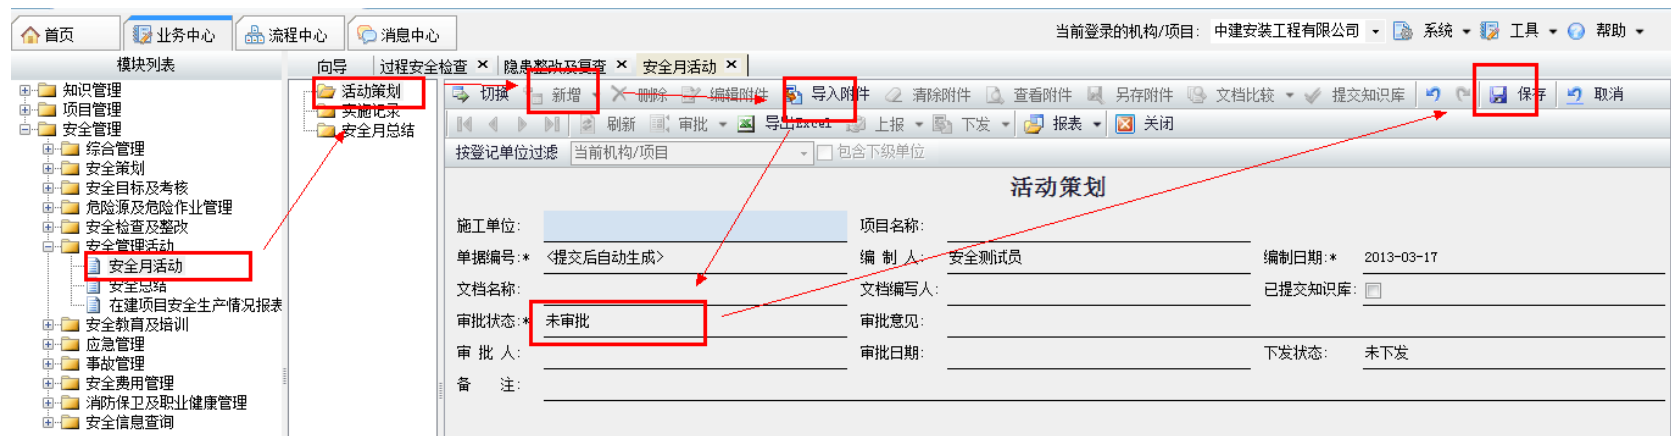 首页 业务中心 流程中心 消息中心 当前登录的机构/项目: 中建安装工程有限公司 系统 工具 帮助
模块列表 向导 过程安全检查 × 隐患整改及复查 × 安全月活动 ×
知识管理
项目管理
安全管理
综合管理
安全策划
安全目标及考核
危险源及危险作业管理
安全检查及整改
安全管理活动
安全月活动
安全总结
在建项目安全生产情况报表
安全教育及培训
应急管理
事故管理
安全费用管理
消防保卫及职业健康管理
安全信息查询
活动策划
实施记录
安全月总结
切换 新增 删除 编辑附件 导入附件 清除附件 查看附件 另存附件 文档比较 提交知识库 保存 取消
刷新 审批 导出Excel 上报 下发 报表 关闭
按登记单位过滤 当前机构/项目 包含下级单位
活动策划
施工单位: 项目名称:
单据编号:* <提交后自动生成> 编 制 人: 安全测试员 编制日期:* 2013-03-17
文档名称: 文档编写人: 已提交知识库:
审批状态:* 未审批 审批意见:
审 批 人: 审批日期: 下发状态: 未下发
备 注: